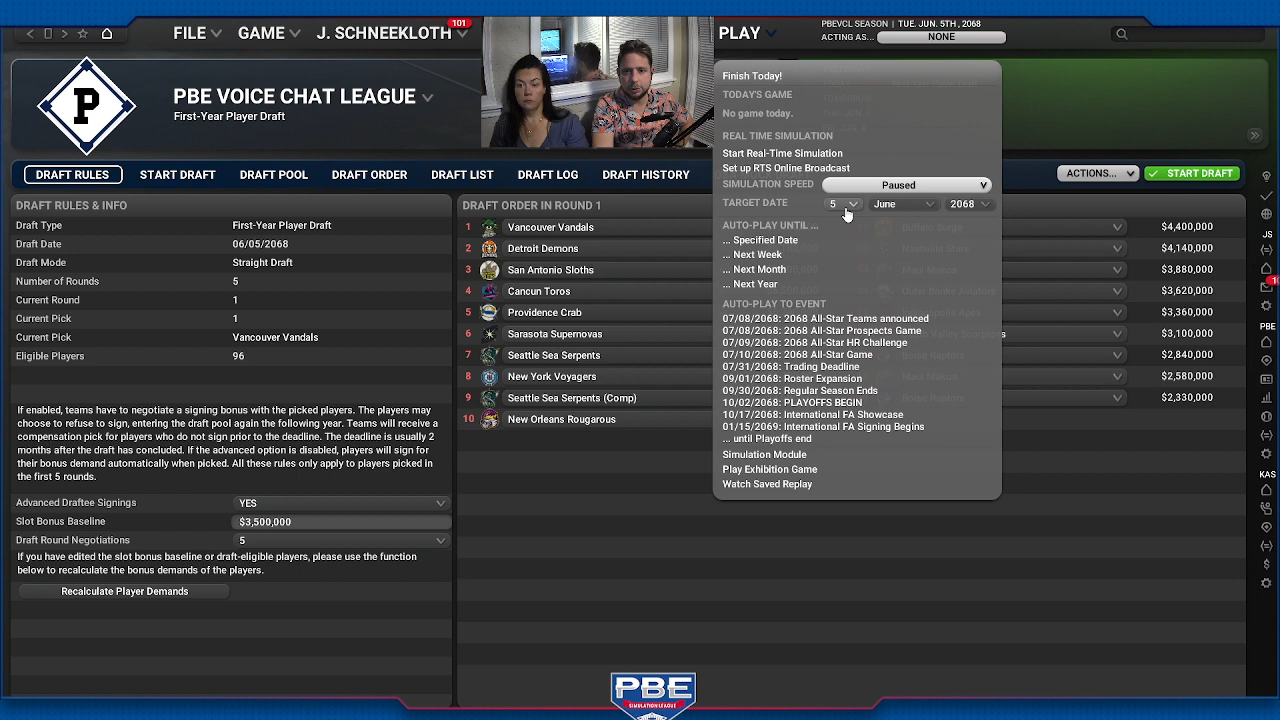 FILE GAME J. SCHNEEKLOTH 101 PLAY
PBEVCL SEASON | TUE. JUN. 5TH , 2068
ACTING AS... NONE
P
PBE VOICE CHAT LEAGUE
First-Year Player Draft
DRAFT RULES START DRAFT DRAFT POOL DRAFT ORDER DRAFT LIST DRAFT LOG DRAFT HISTORY ACTIONS... START DRAFT
DRAFT RULES & INFO
Draft Type First-Year Player Draft
Draft Date 06/05/2068
Draft Mode Straight Draft
Number of Rounds 5
Current Round 1
Current Pick 1
Current Pick Vancouver Vandals
Eligible Players 96
If enabled, teams have to negotiate a signing bonus with the picked players. The players may
choose to refuse to sign, entering the draft pool again the following year. Teams will receive a
compensation pick for players who do not sign prior to the deadline. The deadline is usually 2
months after the draft has concluded. If the advanced option is disabled, players will sign for
their bonus demand automatically when picked. All these rules only apply to players picked in
the first 5 rounds.
Advanced Draftee Signings YES
Slot Bonus Baseline $3,500,000
Draft Round Negotiations 5
If you have edited the slot bonus baseline or draft-eligible players, please use the function
below to recalculate the bonus demands of the players.
Recalculate Player Demands
DRAFT ORDER IN ROUND 1
1 Vancouver Vandals $4,400,000
2 Detroit Demons $4,140,000
3 San Antonio Sloths $3,880,000
4 Cancun Toros $3,620,000
5 Providence Crab $3,360,000
6 Sarasota Supernovas $3,100,000
7 Seattle Sea Serpents $2,840,000
8 New York Voyagers $2,580,000
9 Seattle Sea Serpents (Comp) $2,330,000
10 New Orleans Rougarous
Finish Today!
TODAY'S GAME
No game today.
REAL TIME SIMULATION
Start Real-Time Simulation
Set up RTS Online Broadcast
SIMULATION SPEED Paused
TARGET DATE 5 June 2068
AUTO-PLAY UNTIL ...
... Specified Date
... Next Week
... Next Month
... Next Year
AUTO-PLAY TO EVENT
07/08/2068: 2068 All-Star Teams announced
07/08/2068: 2068 All-Star Prospects Game
07/09/2068: 2068 All-Star HR Challenge
07/10/2068: 2068 All-Star Game
07/31/2068: Trading Deadline
09/01/2068: Roster Expansion
09/30/2068: Regular Season Ends
10/02/2068: PLAYOFFS BEGIN
10/17/2068: International FA Showcase
01/15/2069: International FA Signing Begins
... until Playoffs end
Simulation Module
Play Exhibition Game
Watch Saved Replay
JS
PBE
KAS
PBE
SIMULATION LEAGUE